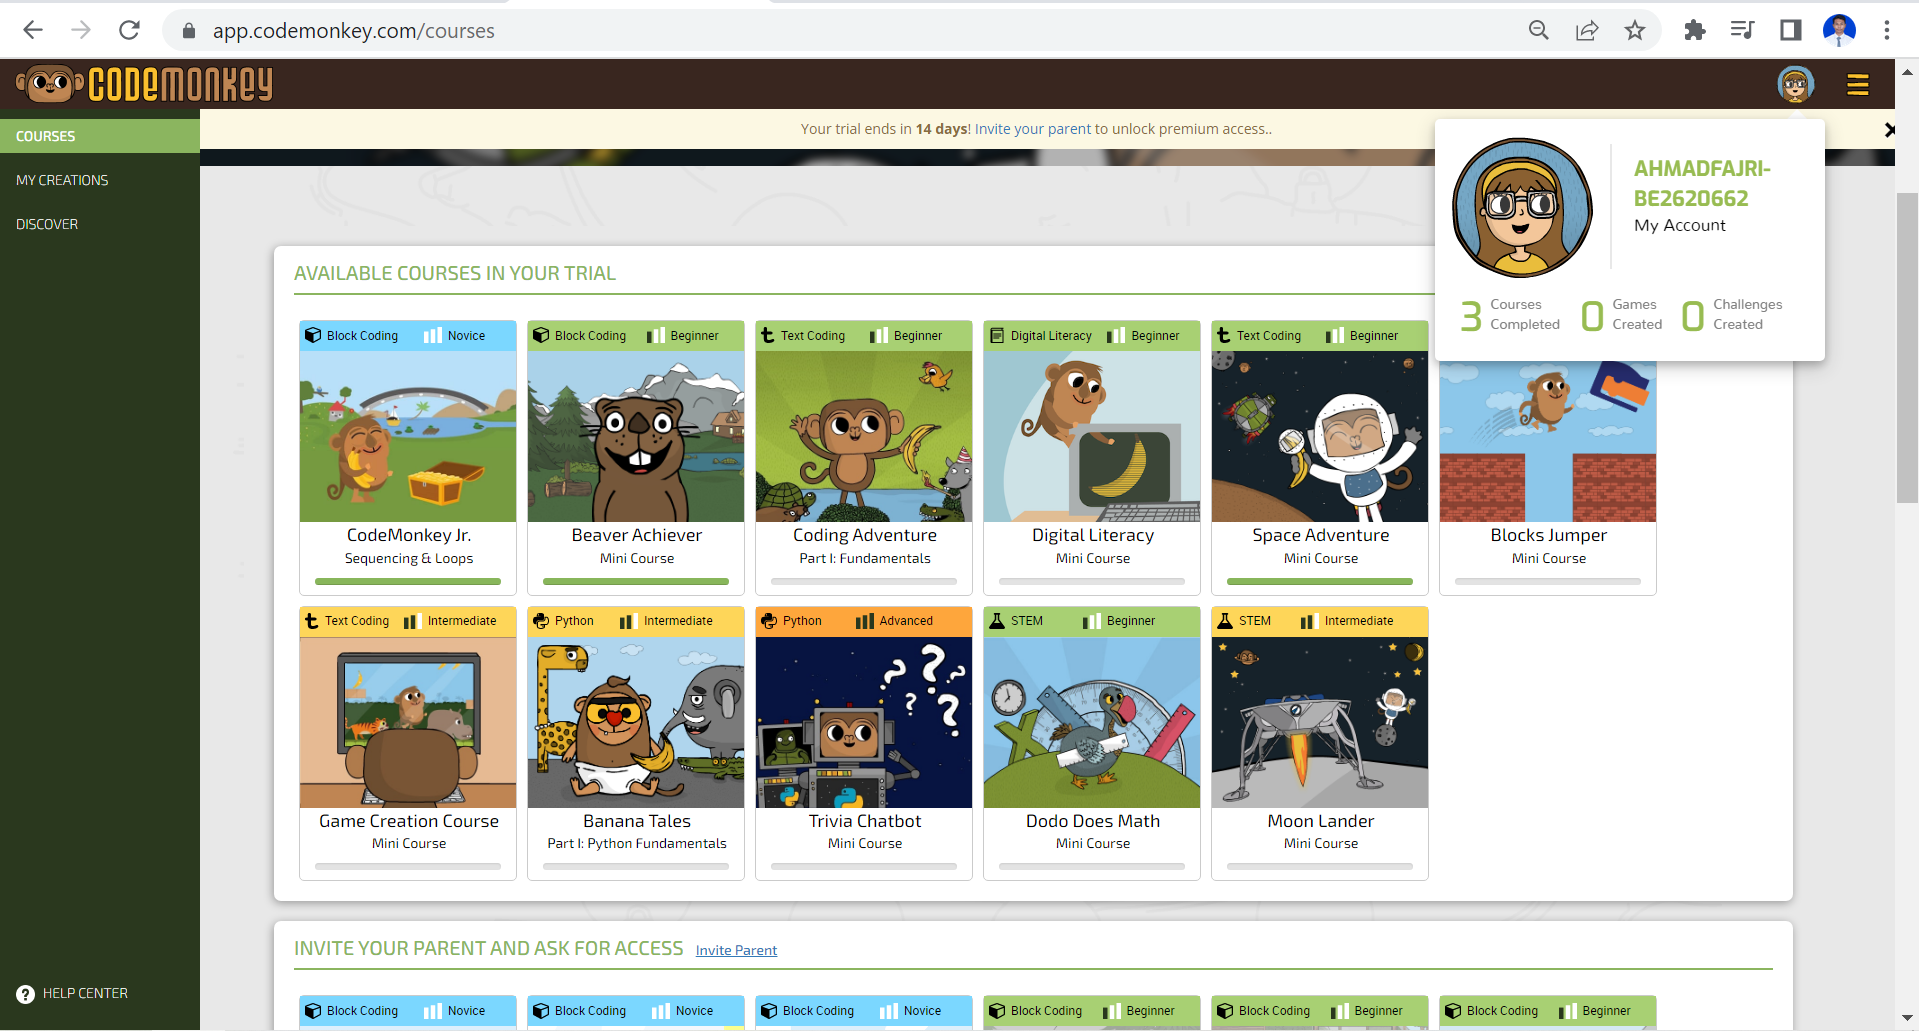 app.codemonkey.com/courses
CODEMONKEY
COURSES
MY CREATIONS
DISCOVER
HELP CENTER
Your trial ends in 14 days! Invite your parent to unlock premium access..
AHMADFAJRI-
BE2620662
My Account
3 Courses Completed
0 Games Created
0 Challenges Created
AVAILABLE COURSES IN YOUR TRIAL
Block Coding Novice
CodeMonkey Jr.
Sequencing & Loops
Block Coding Beginner
Beaver Achiever
Mini Course
Text Coding Beginner
Coding Adventure
Part I: Fundamentals
Digital Literacy Beginner
Digital Literacy
Mini Course
Text Coding Beginner
Space Adventure
Mini Course
Blocks Jumper
Mini Course
Text Coding Intermediate
Game Creation Course
Mini Course
Python Intermediate
Banana Tales
Part I: Python Fundamentals
Python Advanced
Trivia Chatbot
Mini Course
STEM Beginner
Dodo Does Math
Mini Course
STEM Intermediate
Moon Lander
Mini Course
INVITE YOUR PARENT AND ASK FOR ACCESS Invite Parent
Block Coding Novice
Block Coding Novice
Block Coding Novice
Block Coding Beginner
Block Coding Beginner
Block Coding Beginner